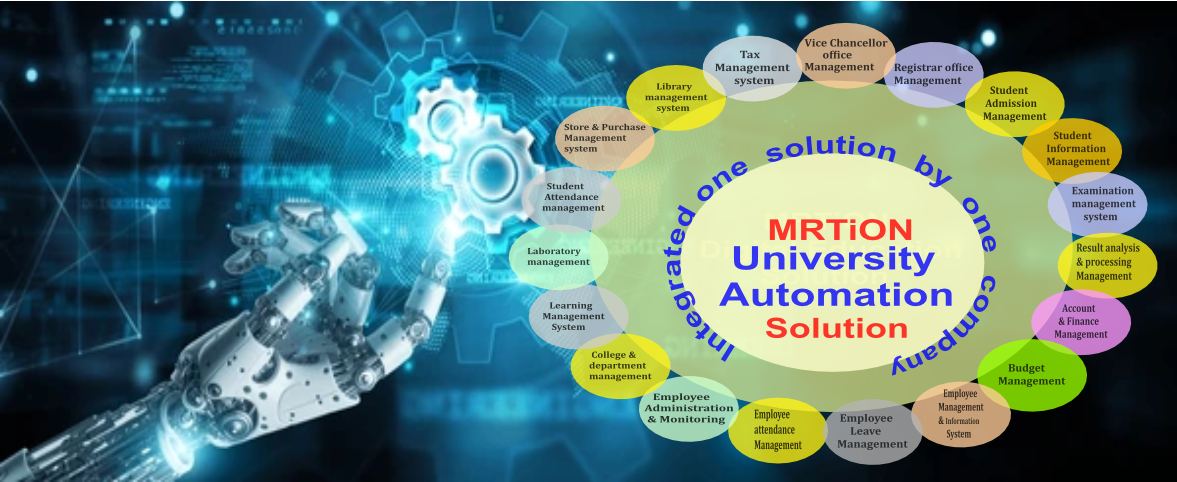 MRTiON
University
Automation
Solution
Integrated one solution by one company
Vice Chancellor
office
Management
Registrar office
Management
Student
Admission
Management
Student
Information
Management
Examination
management
system
Result analysis
& processing
Management
Account
& Finance
Management
Budget
Management
Employee
Management
& Information
System
Employee
Leave
Management
Employee
attendance
Management
Employee
Administration
& Monitoring
College &
department
management
Learning
Management
System
Laboratory
management
Student
Attendance
management
Store & Purchase
Management
system
Library
management
system
Tax
Management
system